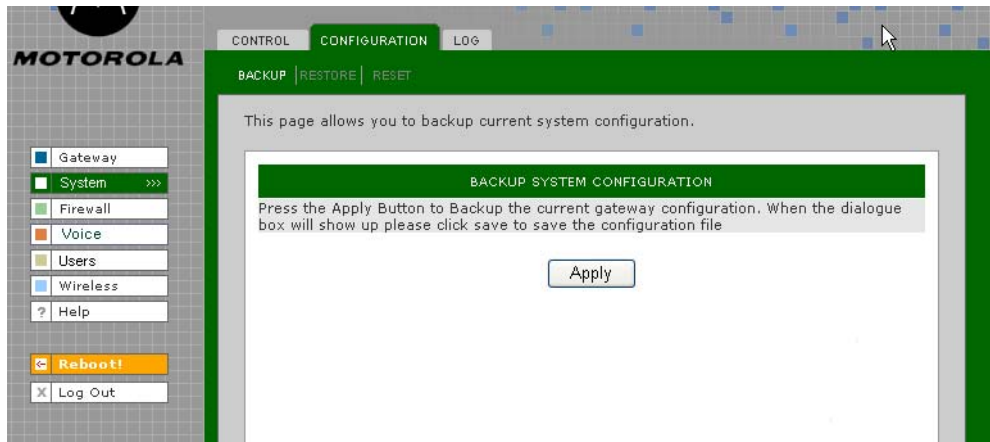 MOTOROLA
CONTROL CONFIGURATION LOG
BACKUP RESTORE RESET
This page allows you to backup current system configuration.
Gateway
System >>>
Firewall
Voice
Users
Wireless
? Help
Reboot!
X Log Out
BACKUP SYSTEM CONFIGURATION
Press the Apply Button to Backup the current gateway configuration. When the dialogue
box will show up please click save to save the configuration file
Apply